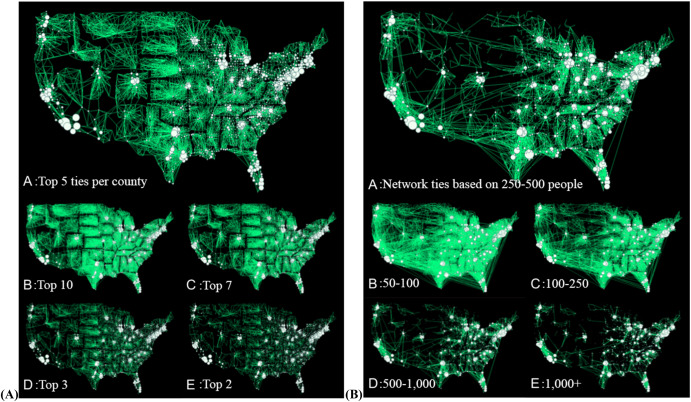 A:Top 5 ties per county
B:Top 10
C:Top 7
D:Top 3
E:Top 2
(A)
A:Network ties based on 250-500 people
B:50-100
C:100-250
D:500-1,000
E:1,000+
(B)